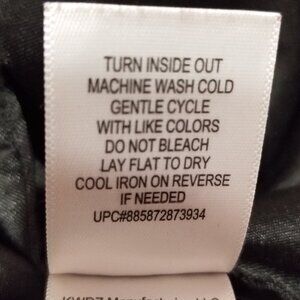 TURN INSIDE OUT
MACHINE WASH COLD
GENTLE CYCLE
WITH LIKE COLORS
DO NOT BLEACH
LAY FLAT TO DRY
COOL IRON ON REVERSE
IF NEEDED
UPC#885872873934